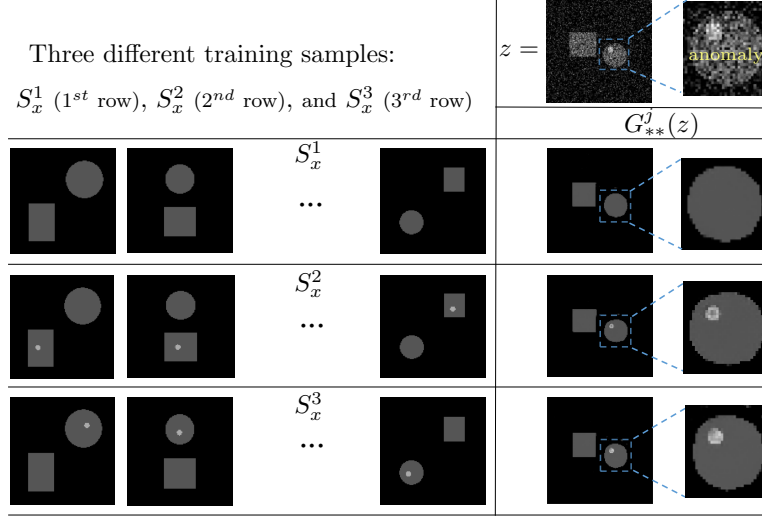 Three different training samples:
S_x^1 (1^{st} row), S_x^2 (2^{nd} row), and S_x^3 (3^{rd} row)
z =
anomaly
G_{**}^j(z)
S_x^1
...
S_x^2
...
S_x^3
...